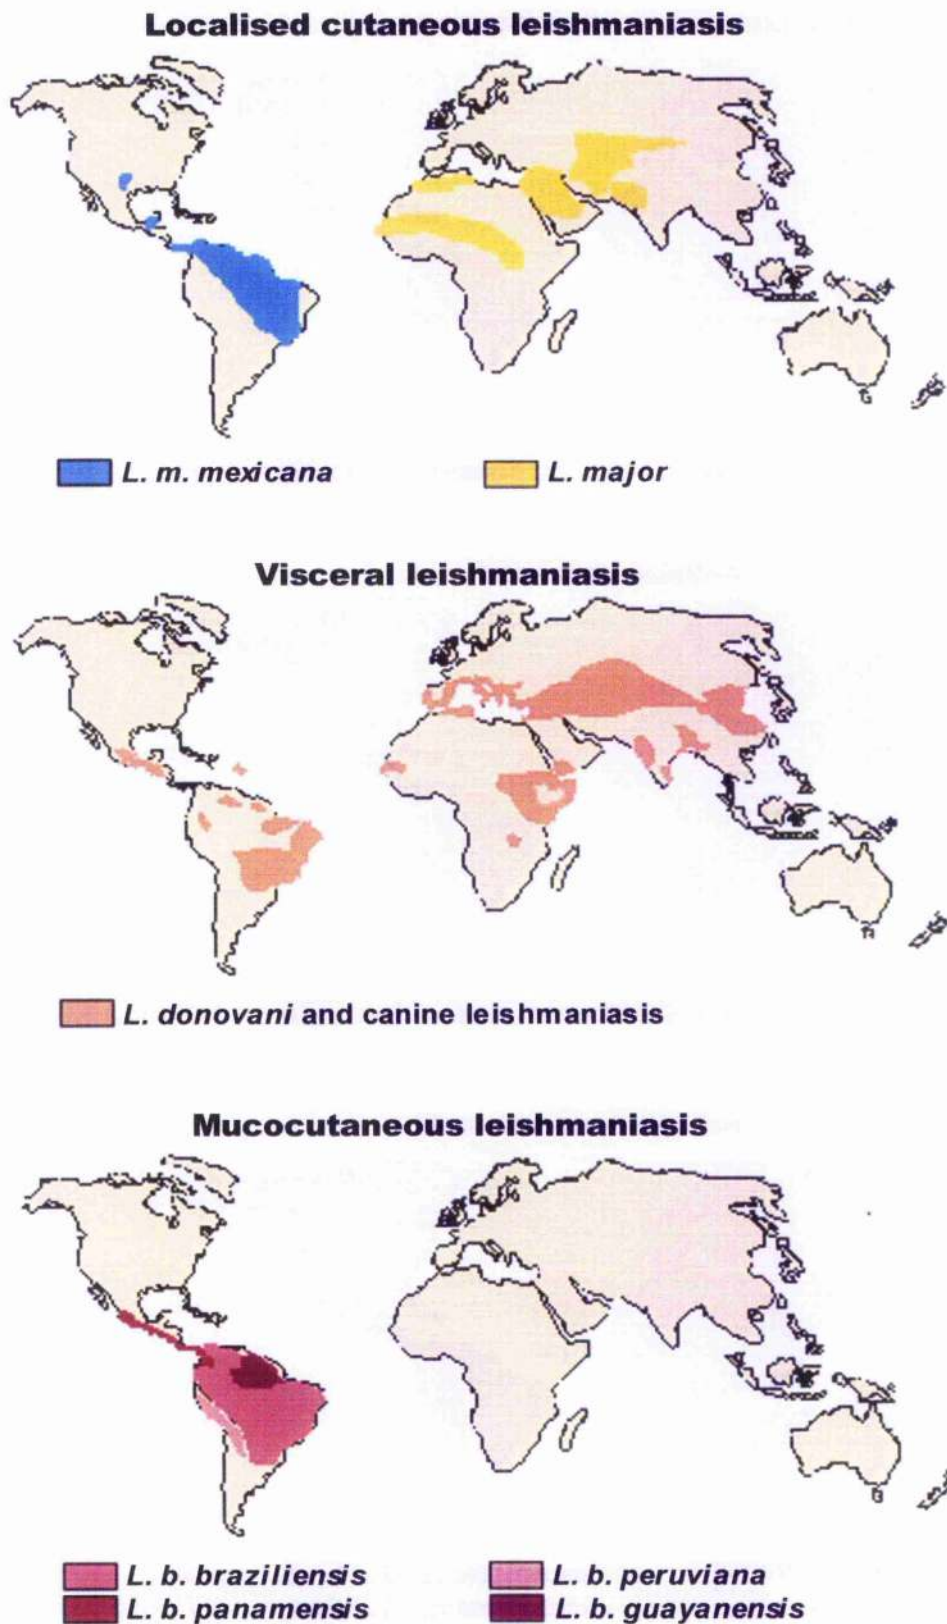 Localised cutaneous leishmaniasis
L. m. mexicana L. major
Visceral leishmaniasis
L. donovani and canine leishmaniasis
Mucocutaneous leishmaniasis
L. b. braziliensis L. b. peruviana
L. b. panamensis L. b. guayanensis